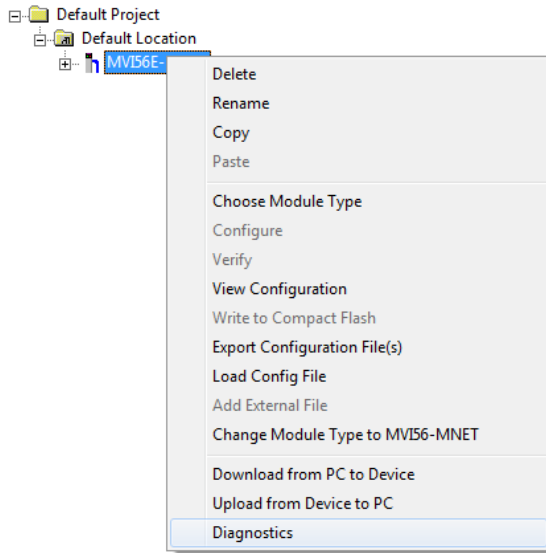 Default Project
Default Location
MVI56E-
Delete
Rename
Copy
Paste
Choose Module Type
Configure
Verify
View Configuration
Write to Compact Flash
Export Configuration File(s)
Load Config File
Add External File
Change Module Type to MVI56-MNET
Download from PC to Device
Upload from Device to PC
Diagnostics